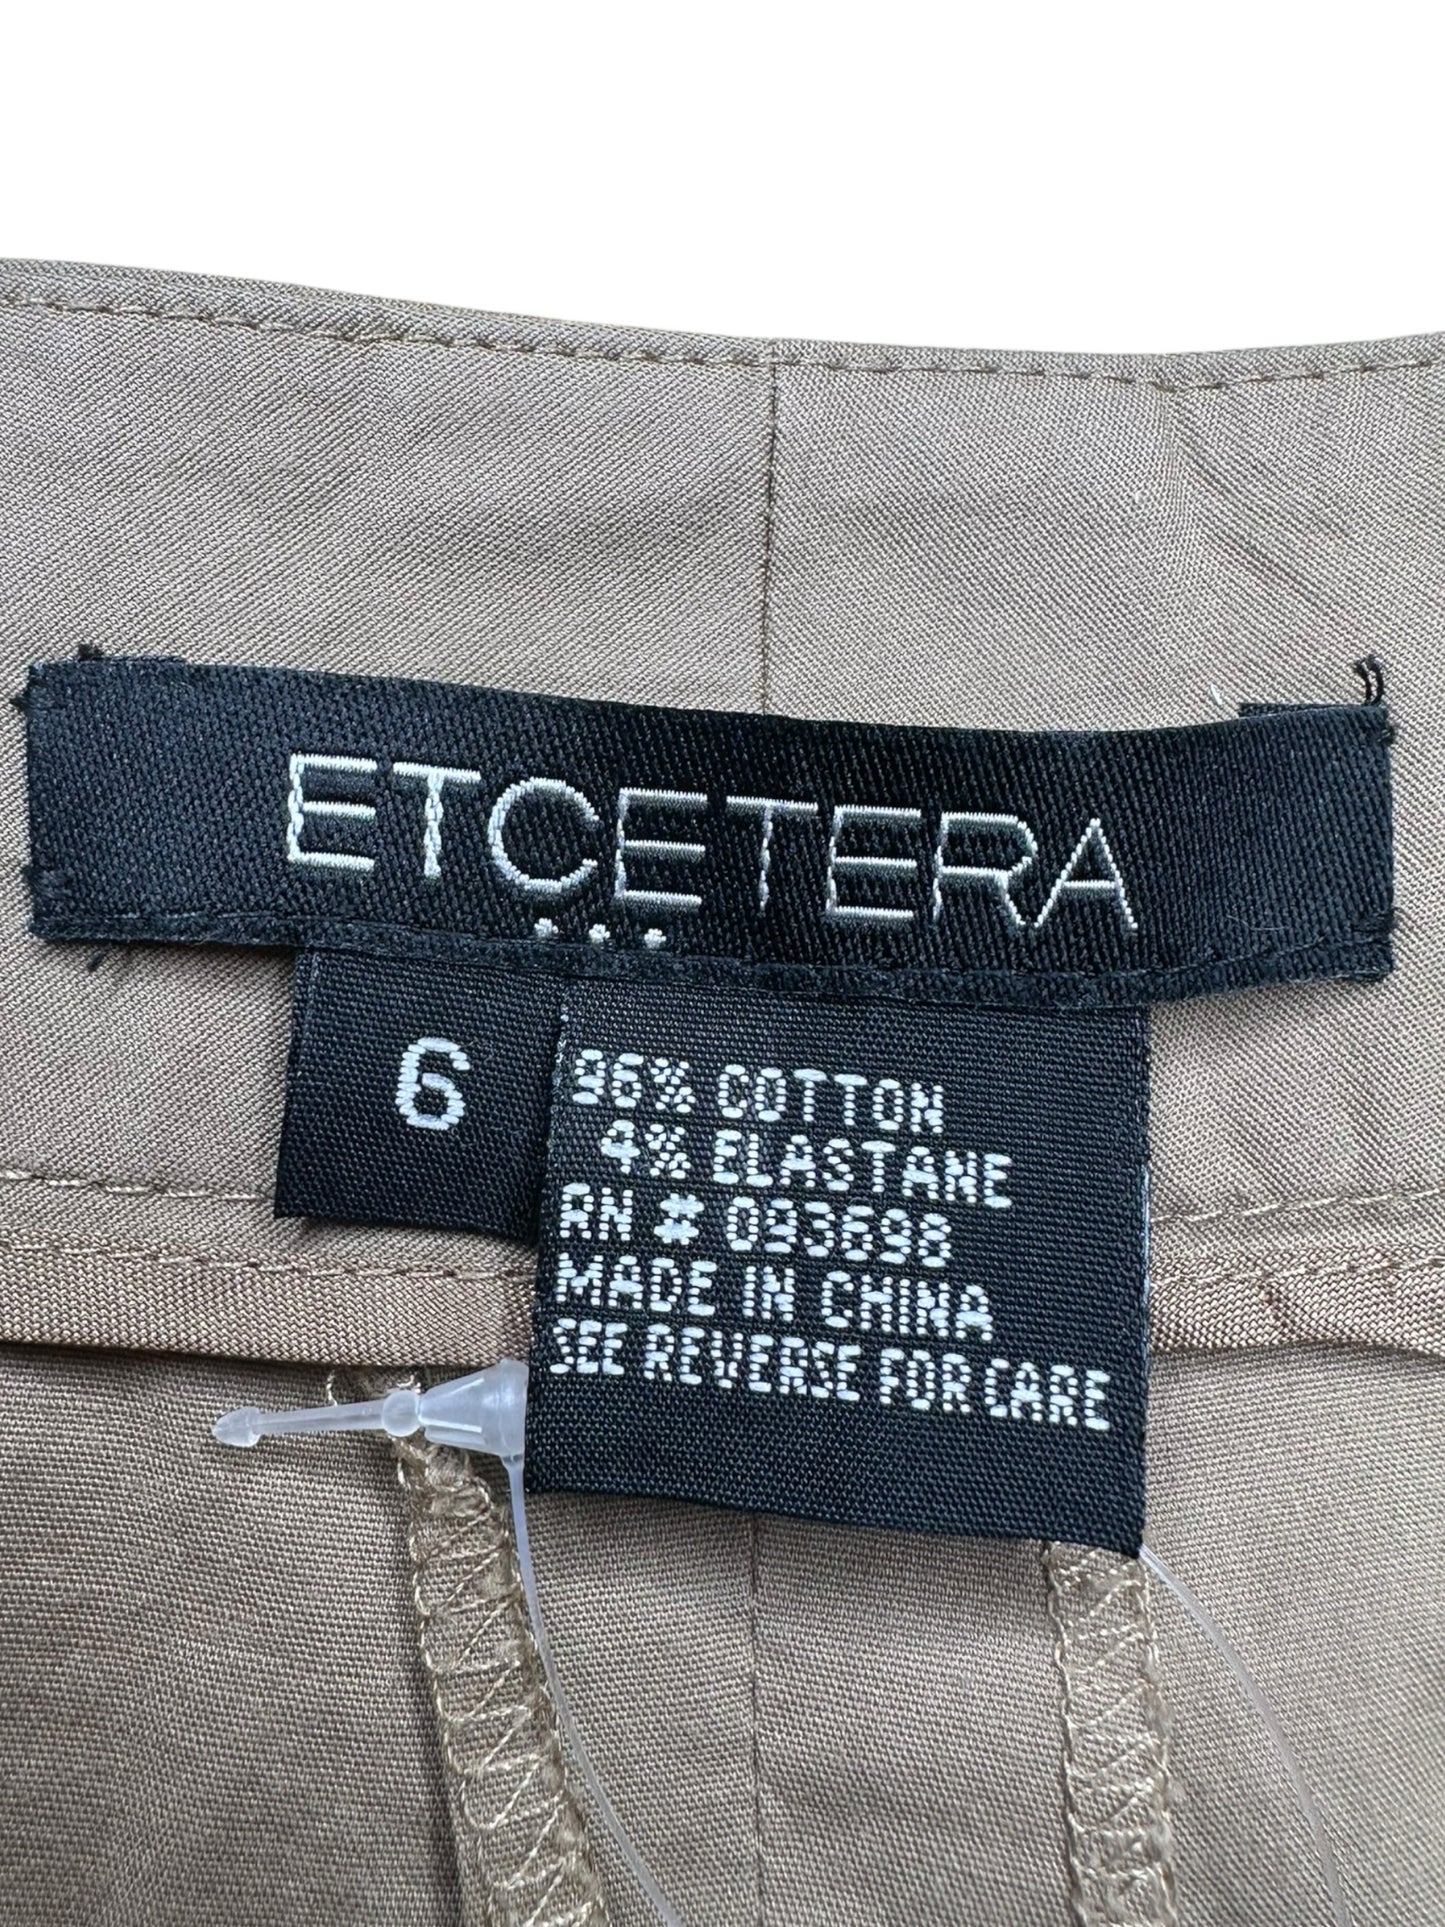 ETCETERA
...
6
96% COTTON
4% ELASTANE
RN # 093698
MADE IN CHINA
SEE REVERSE FOR CARE